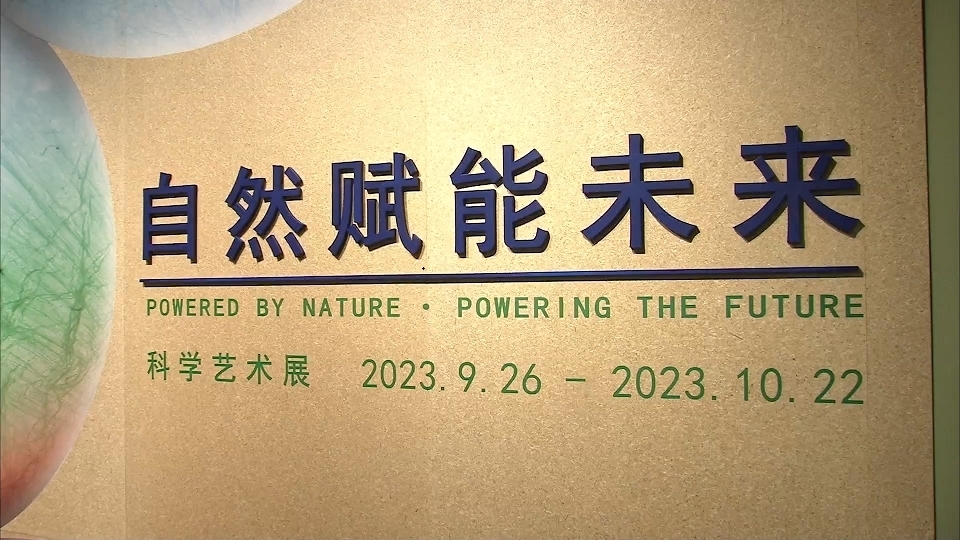 自然赋能未来
POWERED BY NATURE · POWERING THE FUTURE
科学艺术展 2023.9.26 - 2023.10.22